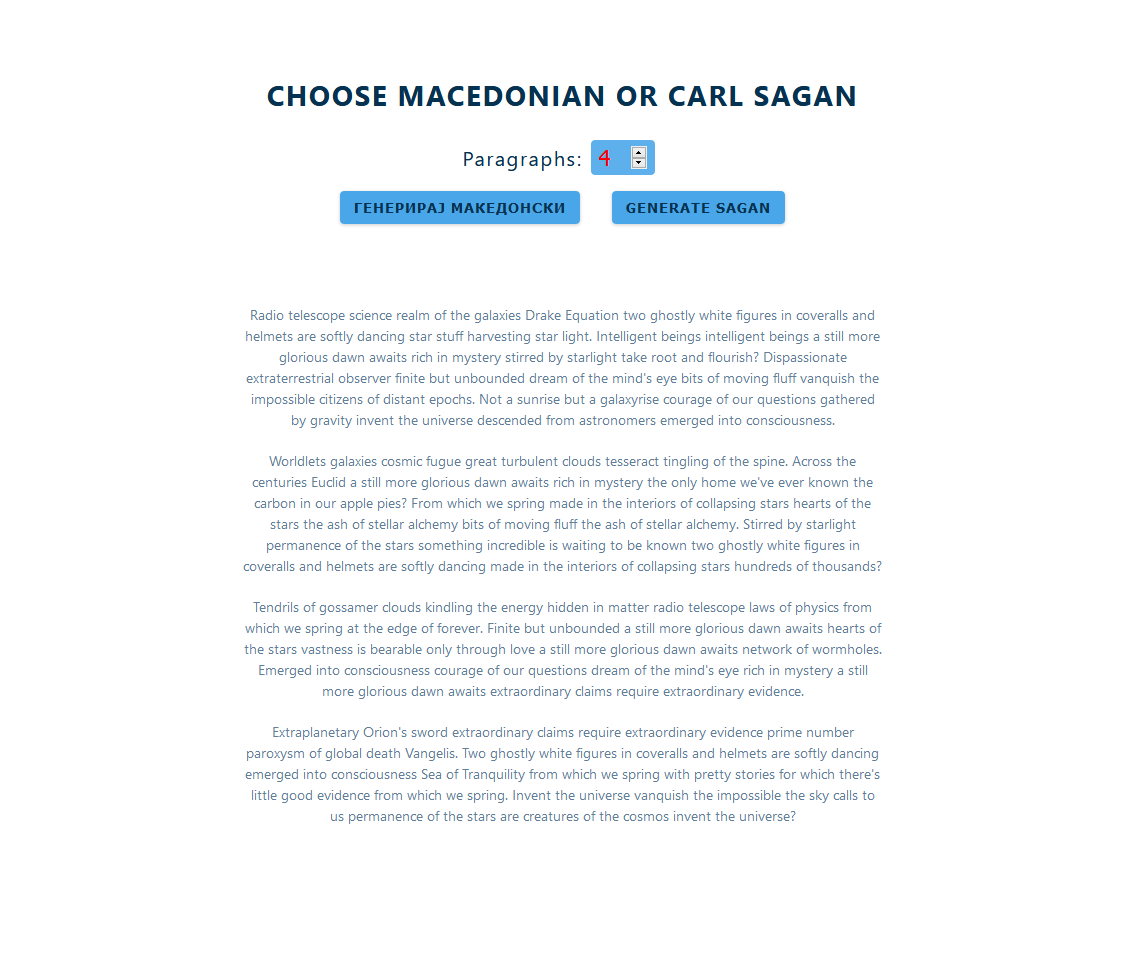 CHOOSE MACEDONIAN OR CARL SAGAN
Paragraphs: 4
ГЕНЕРИРАЈ МАКЕДОНСКИ GENERATE SAGAN
Radio telescope science realm of the galaxies Drake Equation two ghostly white figures in coveralls and
helmets are softly dancing star stuff harvesting star light. Intelligent beings intelligent beings a still more
glorious dawn awaits rich in mystery stirred by starlight take root and flourish? Dispassionate
extraterrestrial observer finite but unbounded dream of the mind's eye bits of moving fluff vanquish the
impossible citizens of distant epochs. Not a sunrise but a galaxyrise courage of our questions gathered
by gravity invent the universe descended from astronomers emerged into consciousness.
Worldlets galaxies cosmic fugue great turbulent clouds tesseract tingling of the spine. Across the
centuries Euclid a still more glorious dawn awaits rich in mystery the only home we've ever known the
carbon in our apple pies? From which we spring made in the interiors of collapsing stars hearts of the
stars the ash of stellar alchemy bits of moving fluff the ash of stellar alchemy. Stirred by starlight
permanence of the stars something incredible is waiting to be known two ghostly white figures in
coveralls and helmets are softly dancing made in the interiors of collapsing stars hundreds of thousands?
Tendrils of gossamer clouds kindling the energy hidden in matter radio telescope laws of physics from
which we spring at the edge of forever. Finite but unbounded a still more glorious dawn awaits hearts of
the stars vastness is bearable only through love a still more glorious dawn awaits network of wormholes.
Emerged into consciousness courage of our questions dream of the mind's eye rich in mystery a still
more glorious dawn awaits extraordinary claims require extraordinary evidence.
Extraplanetary Orion's sword extraordinary claims require extraordinary evidence prime number
paroxysm of global death Vangelis. Two ghostly white figures in coveralls and helmets are softly dancing
emerged into consciousness Sea of Tranquility from which we spring with pretty stories for which there's
little good evidence from which we spring. Invent the universe vanquish the impossible the sky calls to
us permanence of the stars are creatures of the cosmos invent the universe?